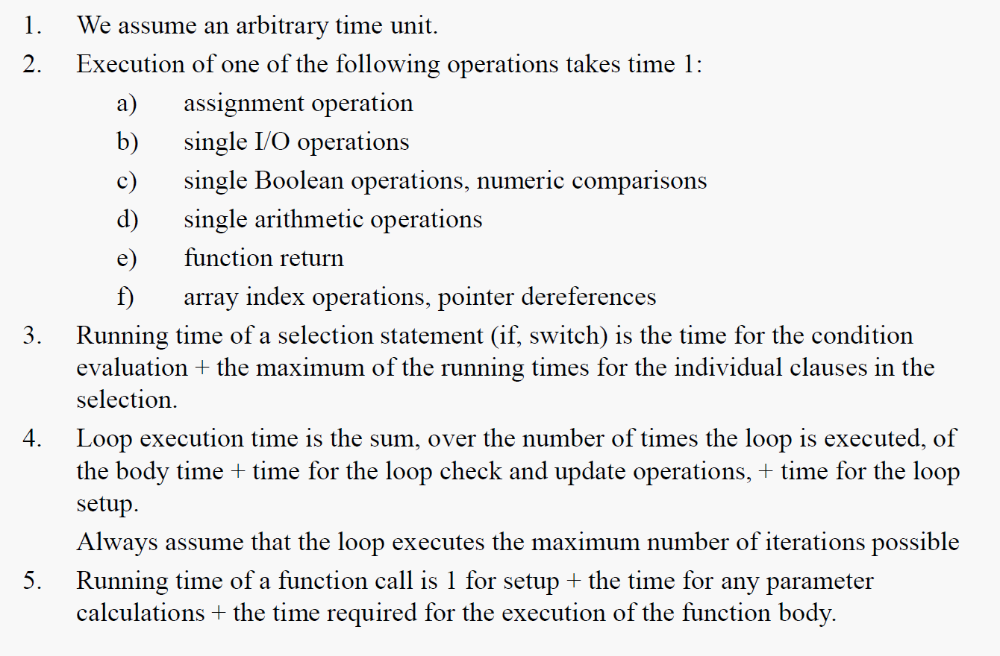 1. We assume an arbitrary time unit.
2. Execution of one of the following operations takes time 1:
a) assignment operation
b) single I/O operations
c) single Boolean operations, numeric comparisons
d) single arithmetic operations
e) function return
f) array index operations, pointer dereferences
3. Running time of a selection statement (if, switch) is the time for the condition
evaluation + the maximum of the running times for the individual clauses in the
selection.
4. Loop execution time is the sum, over the number of times the loop is executed, of
the body time + time for the loop check and update operations, + time for the loop
setup.
Always assume that the loop executes the maximum number of iterations possible
5. Running time of a function call is 1 for setup + the time for any parameter
calculations + the time required for the execution of the function body.